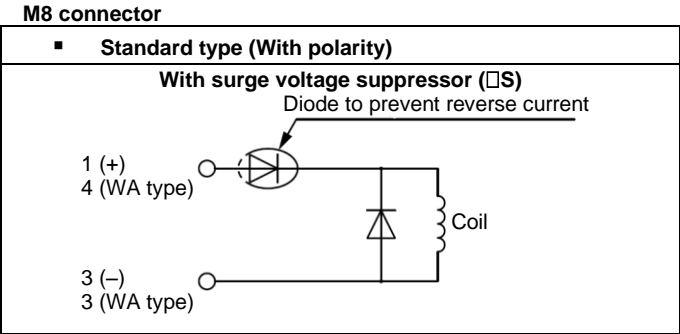 M8 connector
▪ Standard type (With polarity)
With surge voltage suppressor (□S)
Diode to prevent reverse current
1 (+)
4 (WA type)
Coil
3 (–)
3 (WA type)